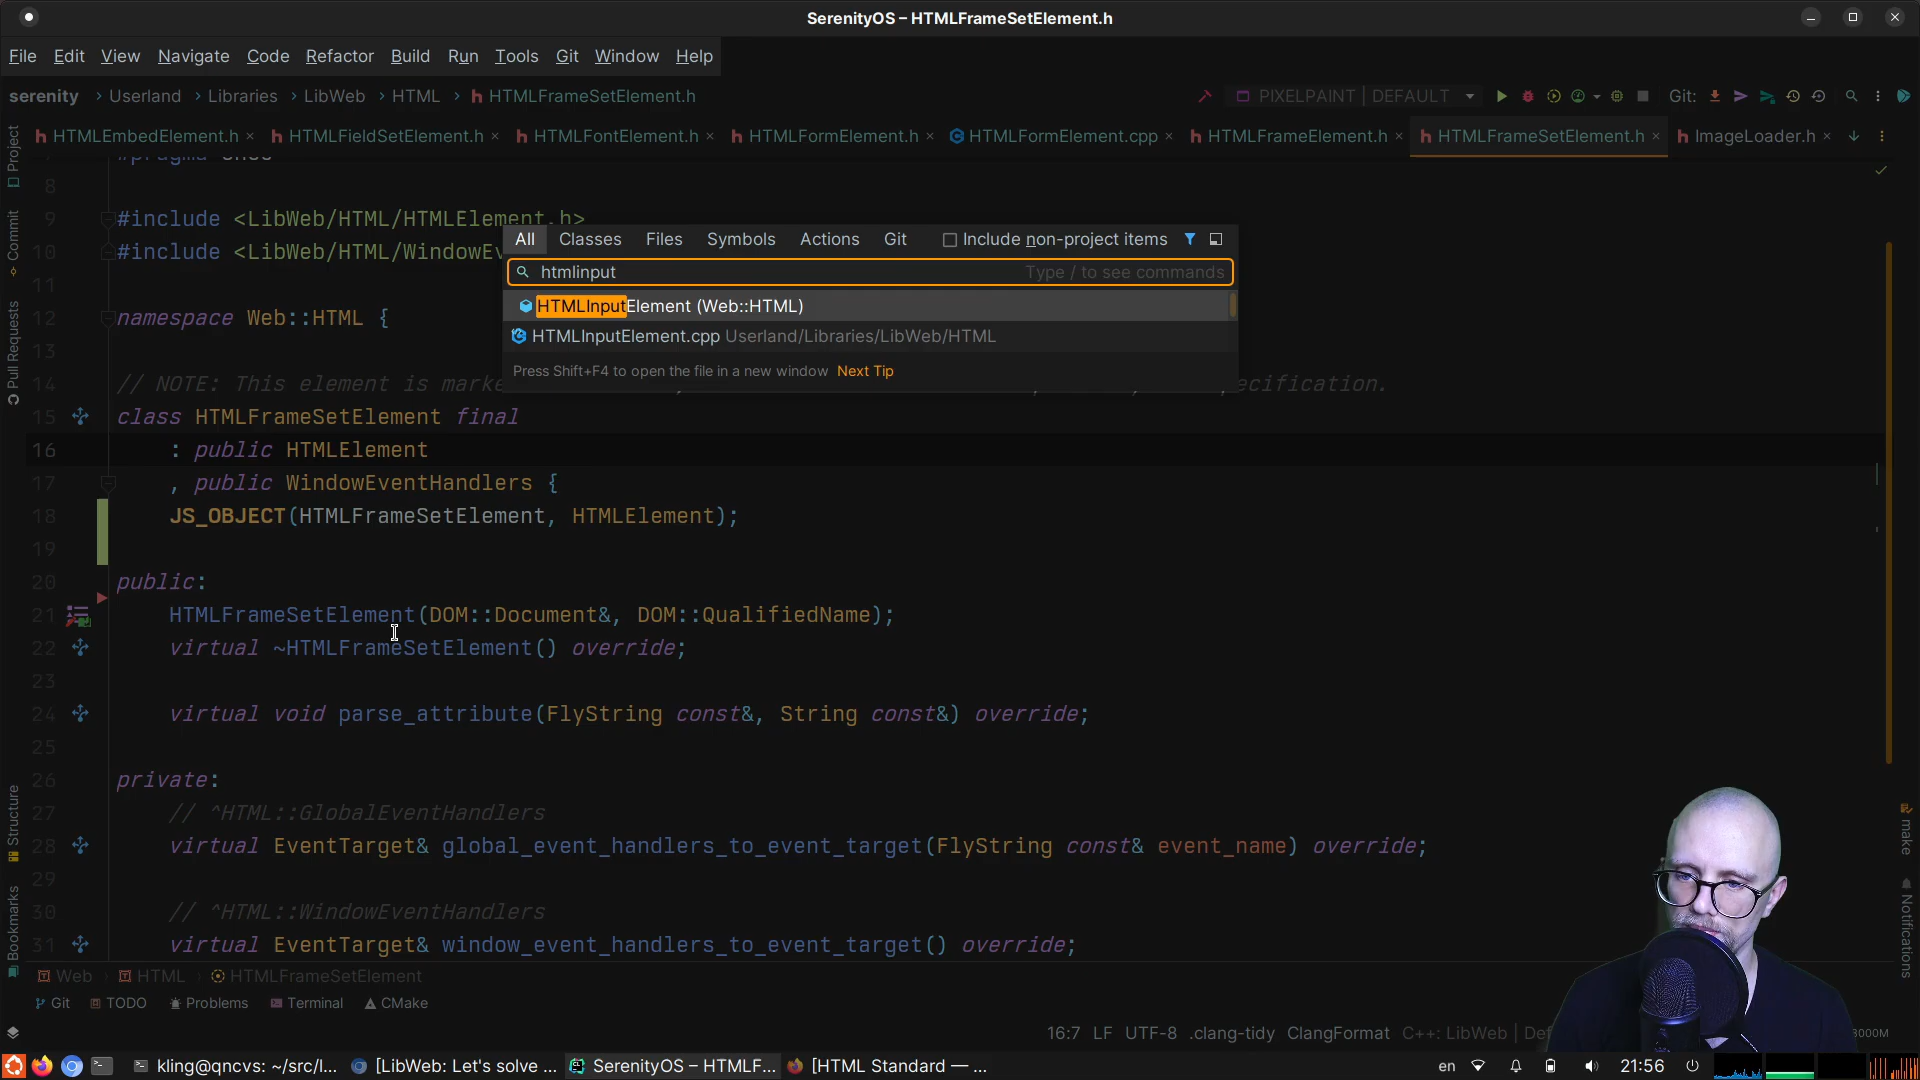 SerenityOS – HTMLFrameSetElement.h
File Edit View Navigate Code Refactor Build Run Tools Git Window Help
serenity › Userland › Libraries › LibWeb › HTML › HTMLFrameSetElement.h PIXELPAINT | DEFAULT Git:
HTMLEmbedElement.h HTMLFieldSetElement.h HTMLFontElement.h HTMLFormElement.h HTMLFormElement.cpp HTMLFrameElement.h HTMLFrameSetElement.h ImageLoader.h
8
9 #include <LibWeb/HTML/HTMLElement.h>
10 #include <LibWeb/HTML/WindowEv
11
12 namespace Web::HTML {
13
14 // NOTE: This element is marke ecification.
15 class HTMLFrameSetElement final
16 : public HTMLElement
17 , public WindowEventHandlers {
18 JS_OBJECT(HTMLFrameSetElement, HTMLElement);
19
20 public:
21 HTMLFrameSetElement(DOM::Document&, DOM::QualifiedName);
22 virtual ~HTMLFrameSetElement() override;
23
24 virtual void parse_attribute(FlyString const&, String const&) override;
25
26 private:
27 // ^HTML::GlobalEventHandlers
28 virtual EventTarget& global_event_handlers_to_event_target(FlyString const& event_name) override;
29
30 // ^HTML::WindowEventHandlers
31 virtual EventTarget& window_event_handlers_to_event_target() override;
All Classes Files Symbols Actions Git Include non-project items
htmlinput Type / to see commands
HTMLInputElement (Web::HTML)
HTMLInputElement.cpp Userland/Libraries/LibWeb/HTML
Press Shift+F4 to open the file in a new window Next Tip
Project
Commit
Pull Requests
Structure
Bookmarks
make
Notifications
Web › HTML › HTMLFrameSetElement
Git TODO Problems Terminal CMake
16:7 LF UTF-8 .clang-tidy ClangFormat C++: LibWeb |
kling@qncvs: ~/src/l... [LibWeb: Let's solve ... SerenityOS – HTMLF... [HTML Standard — ... en 21:56